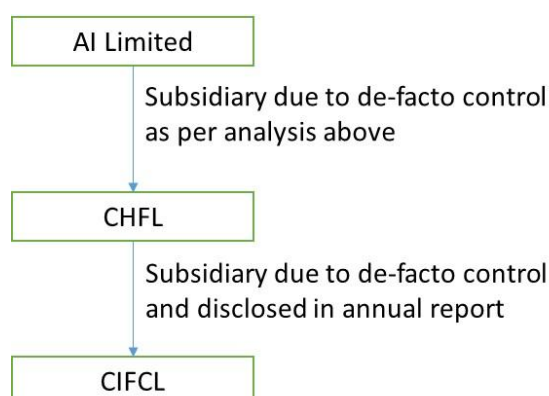 AI Limited
Subsidiary due to de-facto control
as per analysis above
CHFL
Subsidiary due to de-facto control
and disclosed in annual report
CIFCL